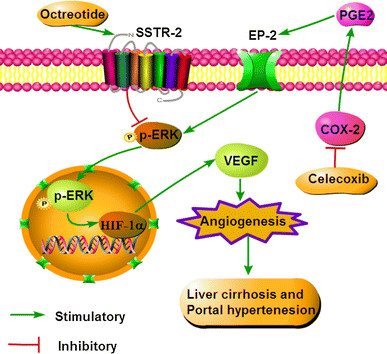 Octreotide
SSTR-2
N
EP-2
PGE2
C
P
p-ERK
COX-2
VEGF
Celecoxib
p-ERK
P
HIF-1α
Angiogenesis
Liver cirrhosis and
Portal hypertenesion
Stimulatory
Inhibitory